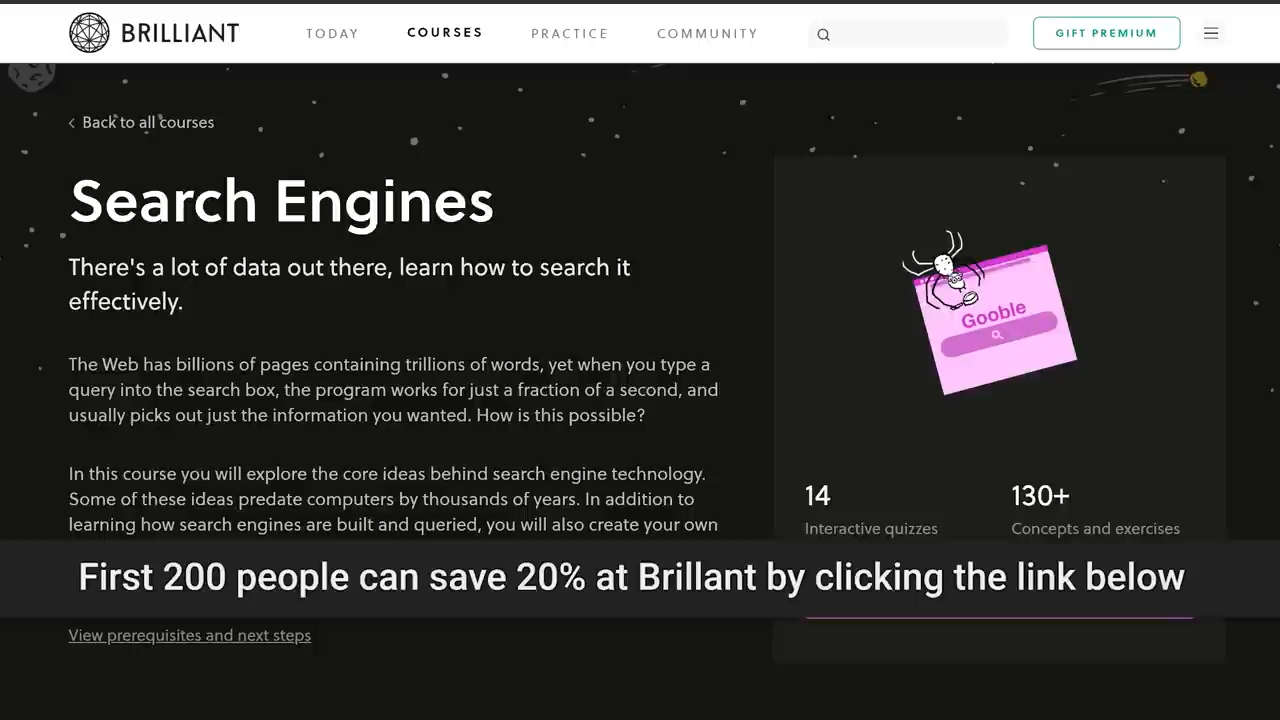 BRILLIANT
TODAY
COURSES
PRACTICE
COMMUNITY
GIFT PREMIUM
Back to all courses
Search Engines
There's a lot of data out there, learn how to search it
effectively.
The Web has billions of pages containing trillions of words, yet when you type a
query into the search box, the program works for just a fraction of a second, and
usually picks out just the information you wanted. How is this possible?
In this course you will explore the core ideas behind search engine technology.
Some of these ideas predate computers by thousands of years. In addition to
learning how search engines are built and queried, you will also create your own
Gooble
14
Interactive quizzes
130+
Concepts and exercises
First 200 people can save 20% at Brillant by clicking the link below
View prerequisites and next steps